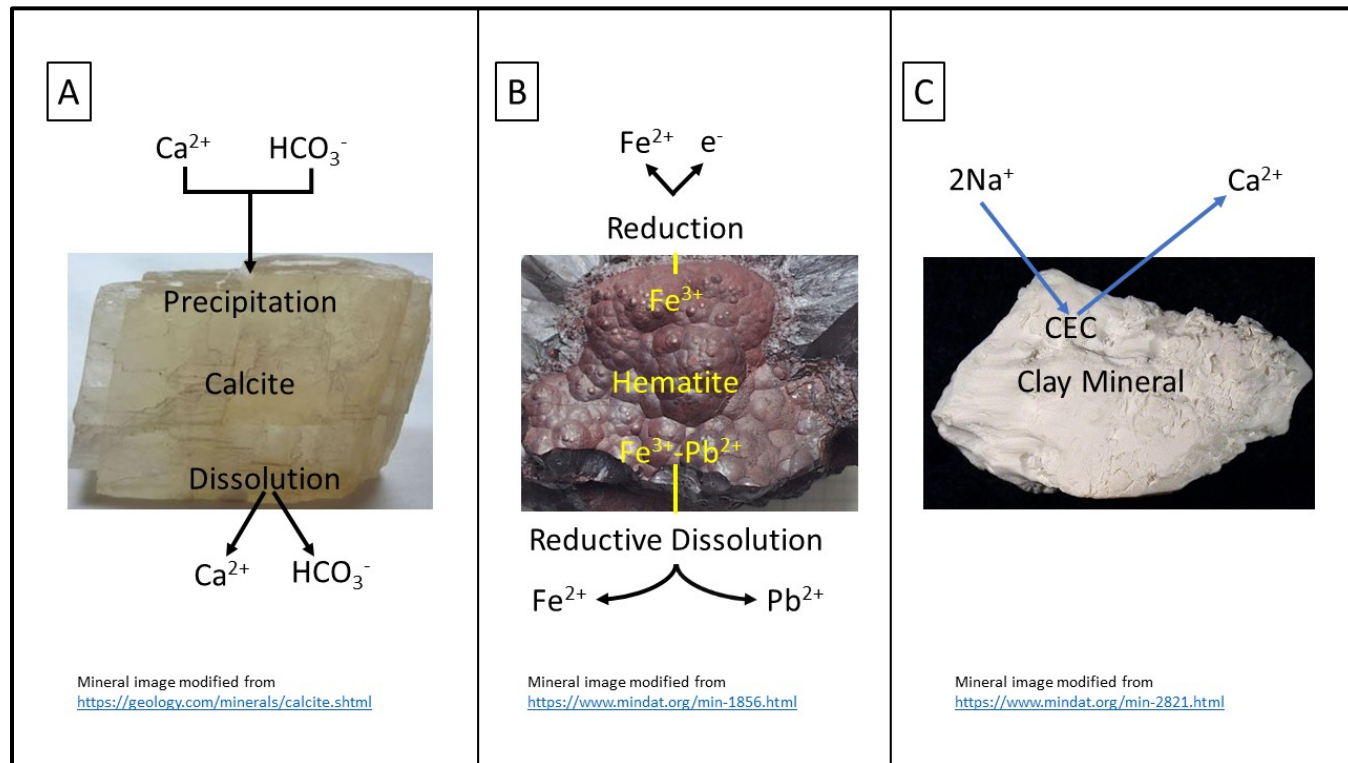 A
Ca²⁺ HCO₃⁻
Precipitation
Calcite
Dissolution
Ca²⁺ HCO₃⁻
Mineral image modified from
https://geology.com/minerals/calcite.shtml
B
Fe²⁺ e⁻
Reduction
Fe³⁺
Hematite
Fe³⁺-Pb²⁺
Reductive Dissolution
Fe²⁺ Pb²⁺
Mineral image modified from
https://www.mindat.org/min-1856.html
C
2Na⁺ Ca²⁺
CEC
Clay Mineral
Mineral image modified from
https://www.mindat.org/min-2821.html